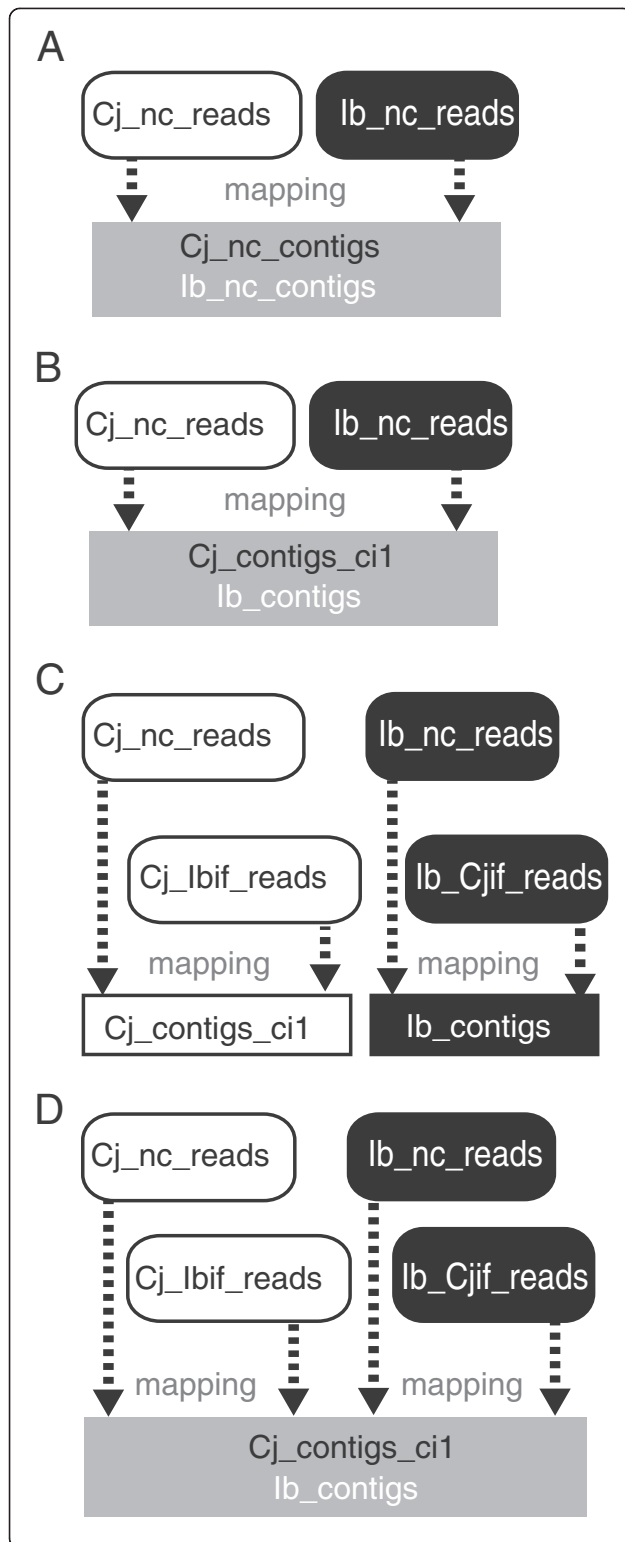 A
Cj_nc_reads Ib_nc_reads
mapping
Cj_nc_contigs
Ib_nc_contigs
B
Cj_nc_reads Ib_nc_reads
mapping
Cj_contigs_ci1
Ib_contigs
C
Cj_nc_reads Ib_nc_reads
Cj_Ibif_reads Ib_Cjif_reads
mapping mapping
Cj_contigs_ci1 Ib_contigs
D
Cj_nc_reads Ib_nc_reads
Cj_Ibif_reads Ib_Cjif_reads
mapping mapping
Cj_contigs_ci1
Ib_contigs